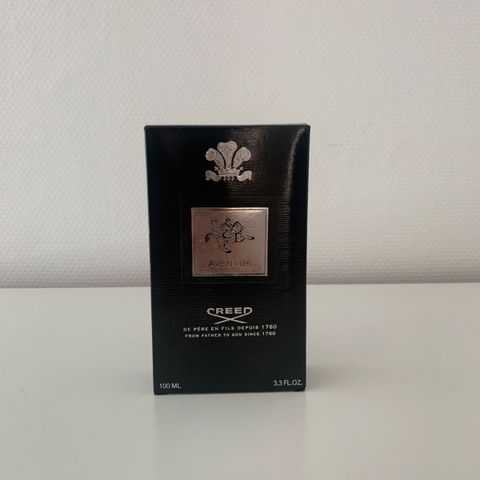 AVENTUS
CREED
DE PÈRE EN FILS DEPUIS 1760
FROM FATHER TO SON SINCE 1760
100 ML 3.3 FL.OZ.